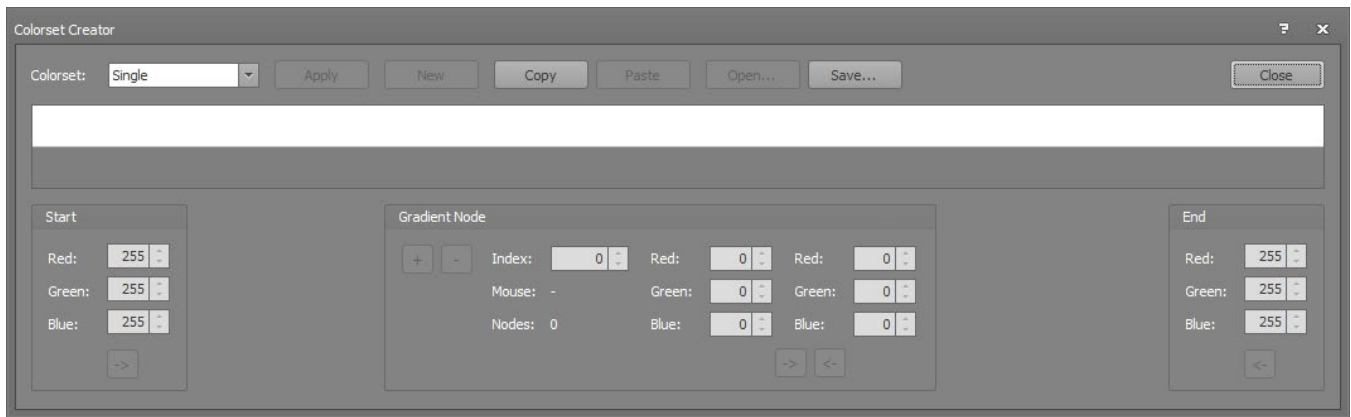 Colorset Creator ? x
Colorset: Single Apply New Copy Paste Open... Save... Close
Start Gradient Node End
Red: 255 + - Index: 0 Red: 0 Red: 0 Red: 255
Green: 255 Mouse: - Green: 0 Green: 0 Green: 255
Blue: 255 Nodes: 0 Blue: 0 Blue: 0 Blue: 255
-> -> <- <-